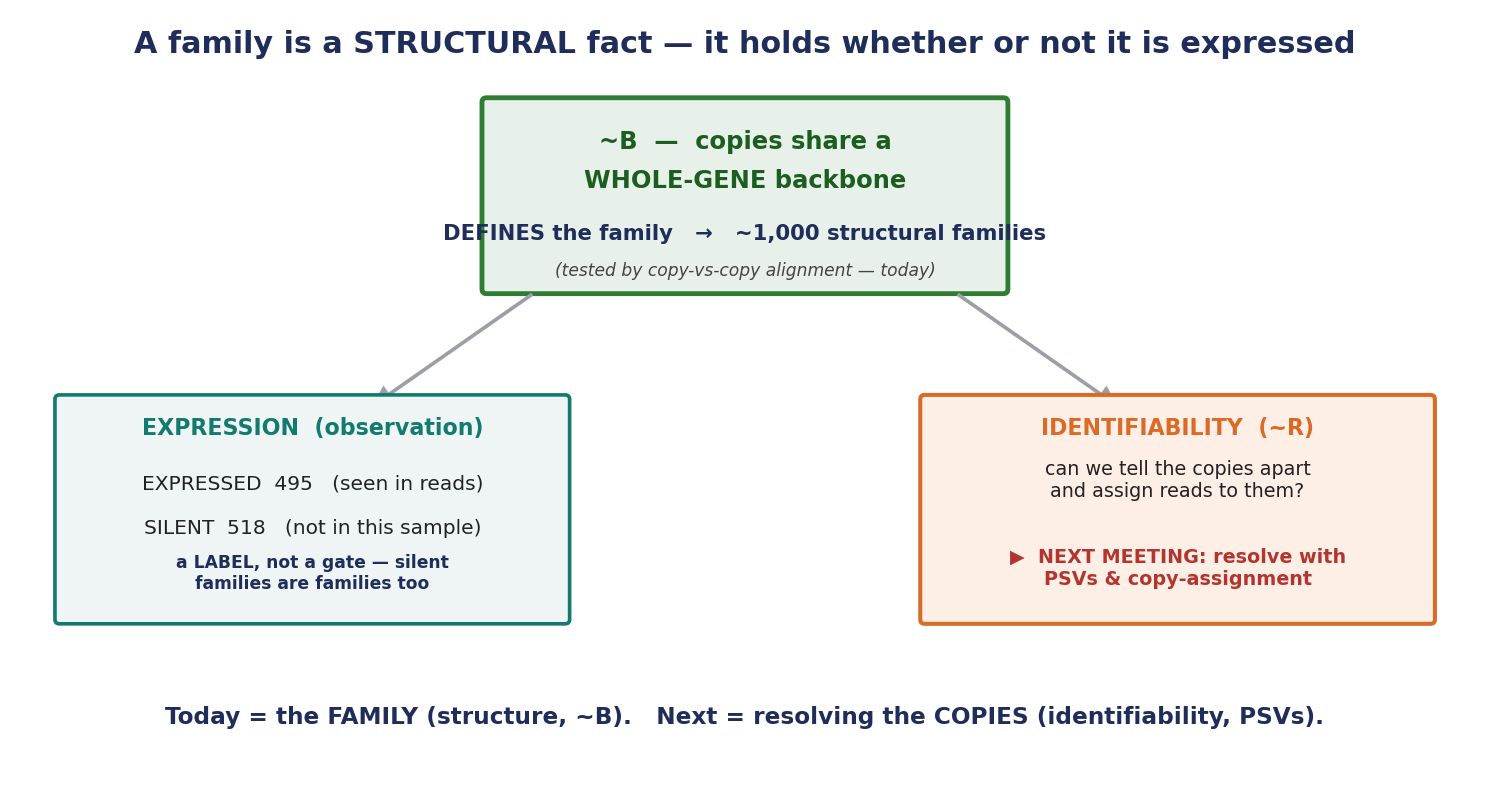 A family is a STRUCTURAL fact — it holds whether or not it is expressed
~B — copies share a
WHOLE-GENE backbone
DEFINES the family → ~1,000 structural families
(tested by copy-vs-copy alignment — today)
EXPRESSION (observation)
EXPRESSED 495 (seen in reads)
SILENT 518 (not in this sample)
a LABEL, not a gate — silent
families are families too
IDENTIFIABILITY (~R)
can we tell the copies apart
and assign reads to them?
▶ NEXT MEETING: resolve with
PSVs & copy-assignment
Today = the FAMILY (structure, ~B). Next = resolving the COPIES (identifiability, PSVs).